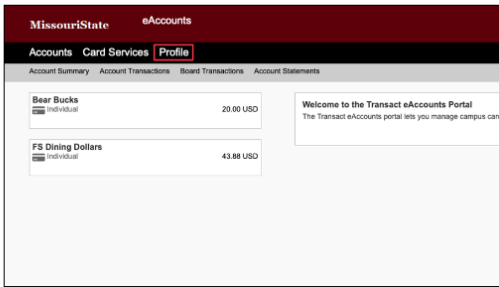 MissouriState eAccounts
Accounts Card Services Profile
Account Summary Account Transactions Board Transactions Account Statements
Bear Bucks
Individual 20.00 USD
FS Dining Dollars
Individual 43.88 USD
Welcome to the Transact eAccounts Portal
The Transact eAccounts portal lets you manage campus car